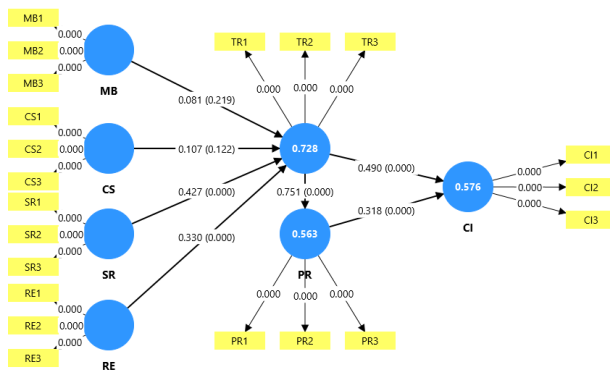 MB1
0.000
MB2
0.000
0.000
MB3
MB
CS1
0.000
CS2
0.000
0.000
CS3
CS
SR1
0.000
SR2
0.000
0.000
SR3
SR
RE1
0.000
RE2
0.000
0.000
RE3
RE
0.081 (0.219)
0.107 (0.122)
0.427 (0.000)
0.330 (0.000)
TR1
TR2
TR3
0.000
0.000
0.000
0.728
0.751 (0.000)
0.563
PR
0.000
0.000
0.000
PR1
PR2
PR3
0.490 (0.000)
0.318 (0.000)
0.576
CI
0.000
0.000
0.000
CI1
CI2
CI3